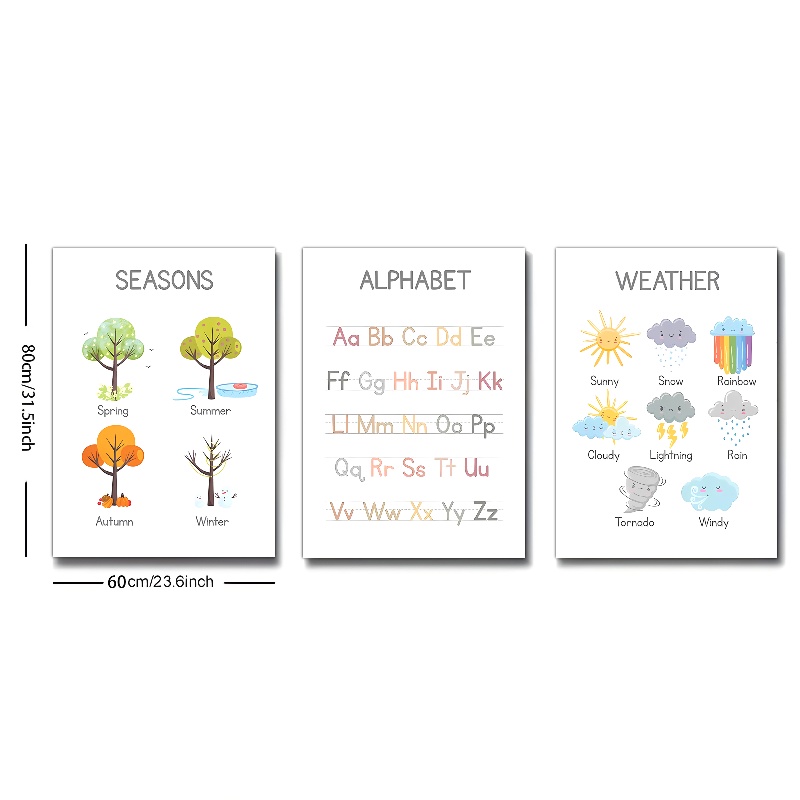 80cm/31.5inch
SEASONS
Spring Summer
Autumn Winter
60cm/23.6inch
ALPHABET
Aa Bb Cc Dd Ee
Ff Gg Hh Ii Jj Kk
Ll Mm Nn Oo Pp
Qq Rr Ss Tt Uu
Vv Ww Xx Yy Zz
WEATHER
Sunny Snow Rainbow
Cloudy Lightning Rain
Tornado Windy